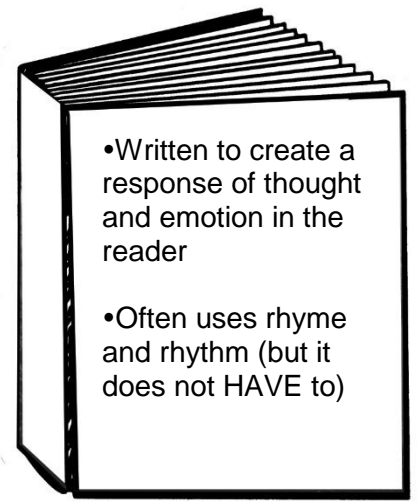 •Written to create a
response of thought
and emotion in the
reader
•Often uses rhyme
and rhythm (but it
does not HAVE to)